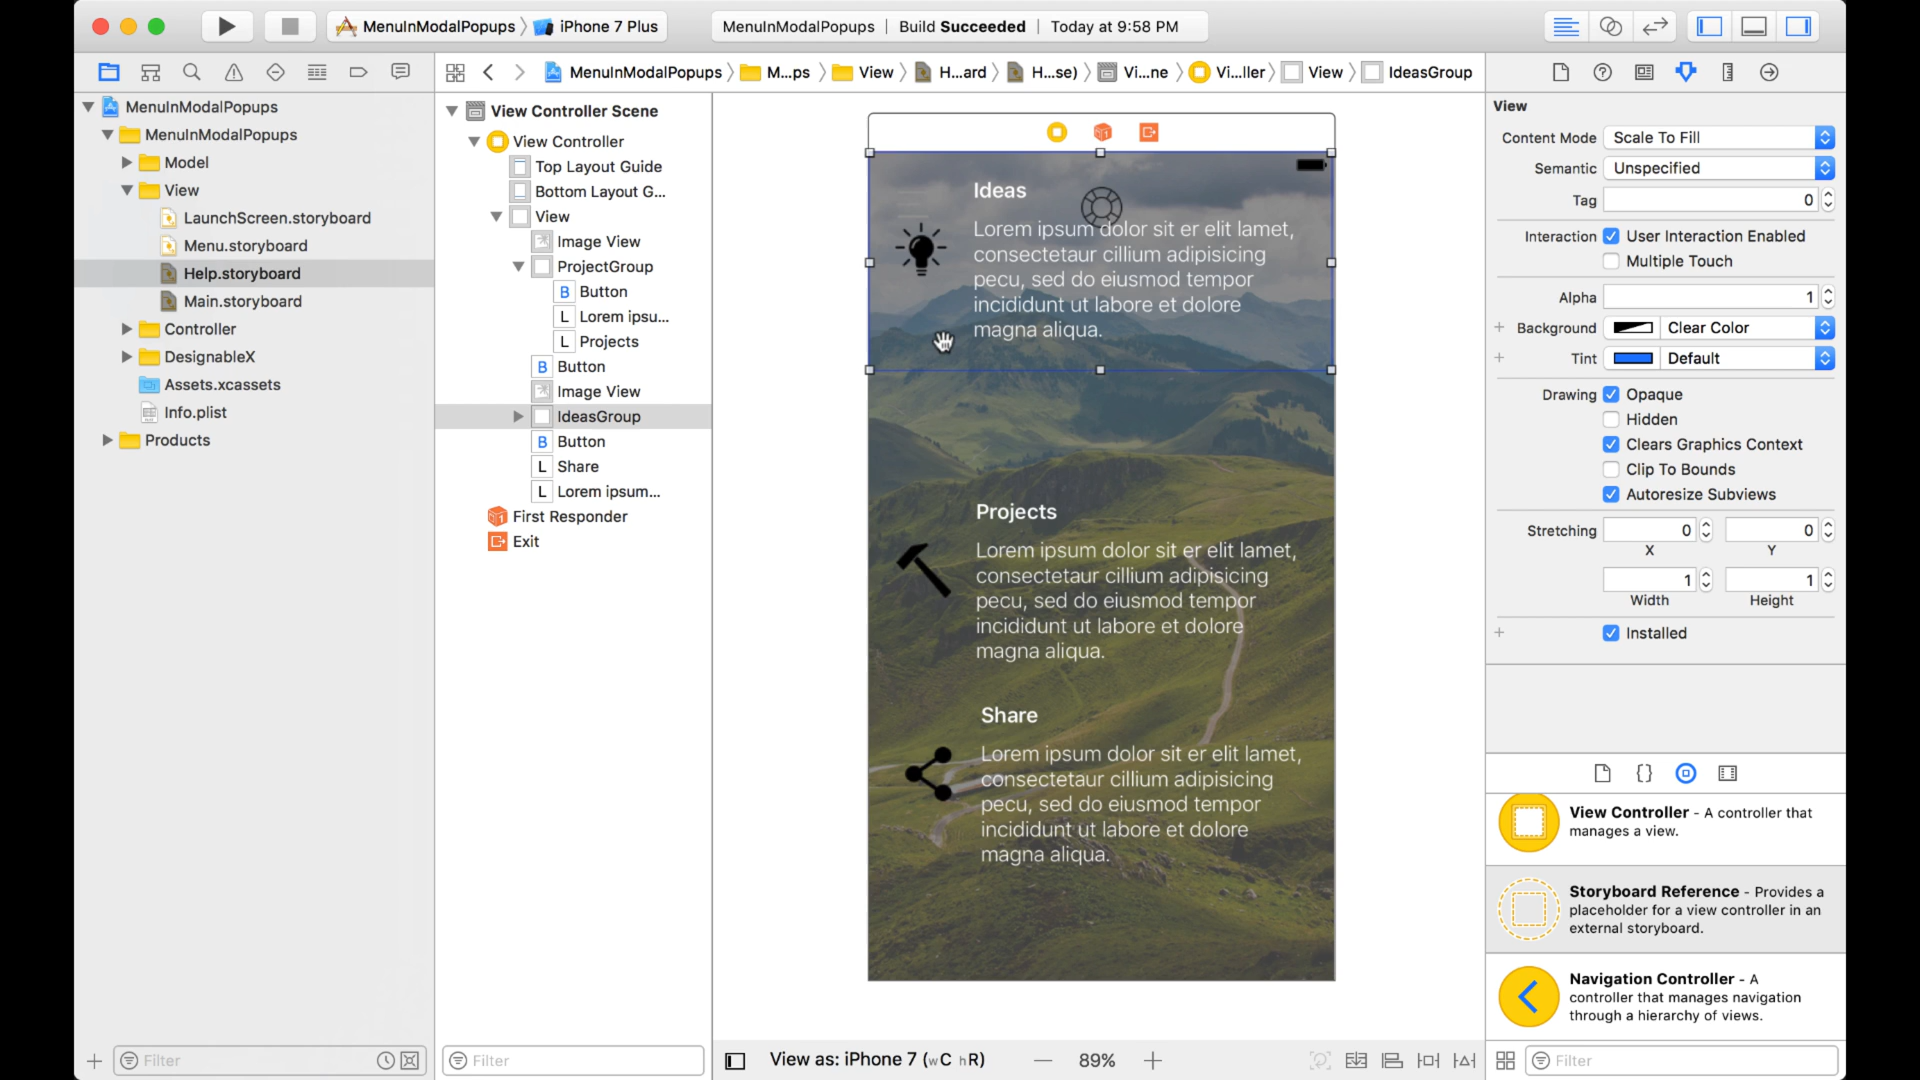 MenuInModalPopups
iPhone 7 Plus
MenuInModalPopups | Build Succeeded | Today at 9:58 PM
MenuInModalPopups
M...ps
View
H...ard
H...se)
Vi...ne
Vi...ller
View
IdeasGroup
MenuInModalPopups
MenuInModalPopups
Model
View
LaunchScreen.storyboard
Menu.storyboard
Help.storyboard
Main.storyboard
Controller
DesignableX
Assets.xcassets
Info.plist
Products
Filter
View Controller Scene
View Controller
Top Layout Guide
Bottom Layout G...
View
Image View
ProjectGroup
B Button
L Lorem ipsu...
L Projects
B Button
Image View
IdeasGroup
B Button
L Share
L Lorem ipsum...
First Responder
Exit
Filter
Ideas
Lorem ipsum dolor sit er elit lamet,
consectetaur cillium adipisicing
pecu, sed do eiusmod tempor
incididunt ut labore et dolore
magna aliqua.
Projects
Lorem ipsum dolor sit er elit lamet,
consectetaur cillium adipisicing
pecu, sed do eiusmod tempor
incididunt ut labore et dolore
magna aliqua.
Share
Lorem ipsum dolor sit er elit lamet,
consectetaur cillium adipisicing
pecu, sed do eiusmod tempor
incididunt ut labore et dolore
magna aliqua.
View as: iPhone 7 (wC hR)
89%
View
Content Mode Scale To Fill
Semantic Unspecified
Tag 0
Interaction User Interaction Enabled
Multiple Touch
Alpha 1
Background Clear Color
Tint Default
Drawing Opaque
Hidden
Clears Graphics Context
Clip To Bounds
Autoresize Subviews
Stretching 0 0
X Y
1 1
Width Height
Installed
View Controller - A controller that
manages a view.
Storyboard Reference - Provides a
placeholder for a view controller in an
external storyboard.
Navigation Controller - A
controller that manages navigation
through a hierarchy of views.
Filter